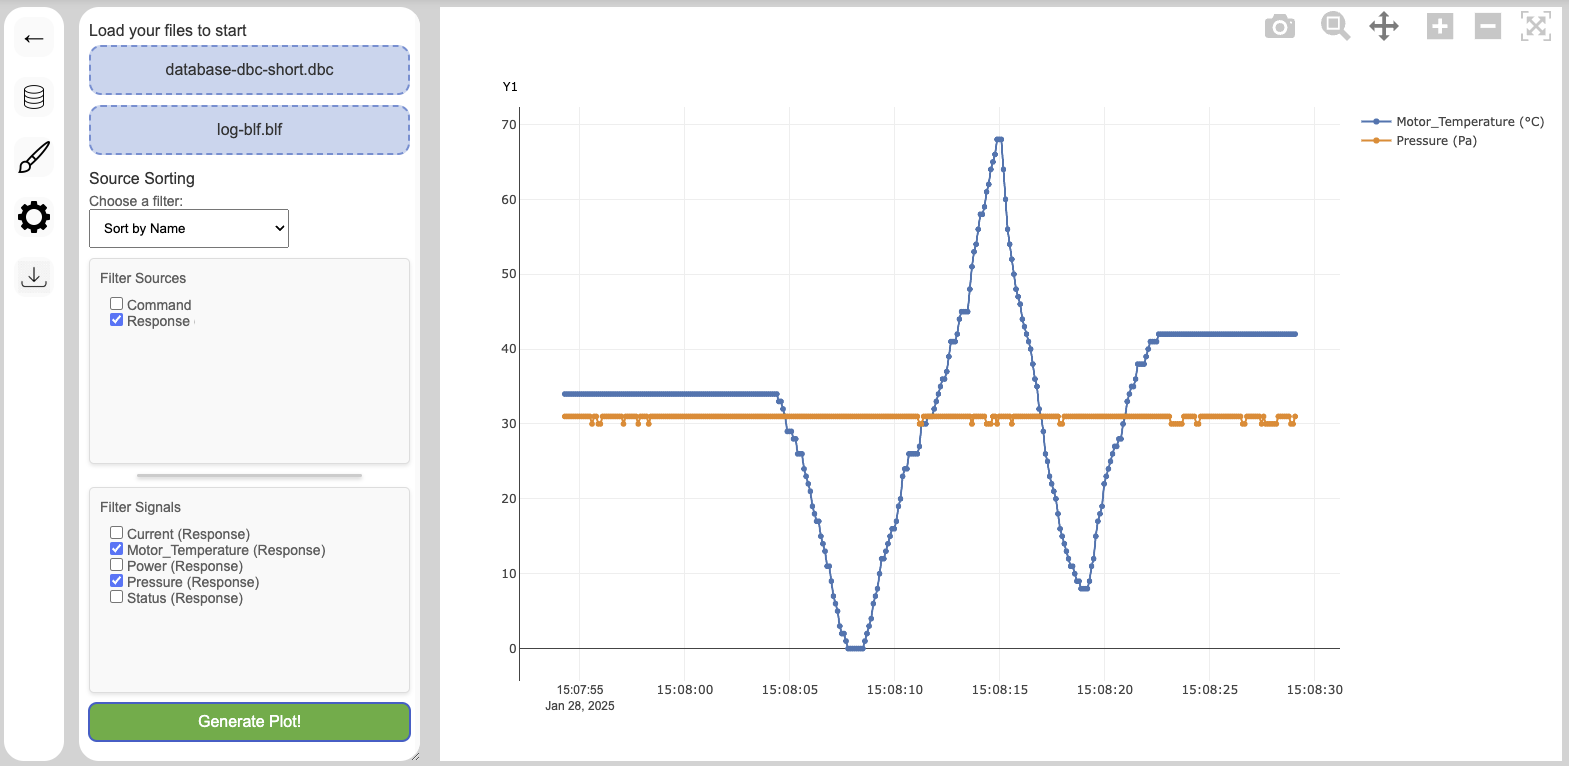 Load your files to start
database-dbc-short.dbc
log-blf.blf
Source Sorting
Choose a filter:
Sort by Name
Filter Sources
Command
Response
Filter Signals
Current (Response)
Motor_Temperature (Response)
Power (Response)
Pressure (Response)
Status (Response)
Generate Plot!
Y1
70
60
50
40
30
20
10
0
15:07:55
Jan 28, 2025
15:08:00
15:08:05
15:08:10
15:08:15
15:08:20
15:08:25
15:08:30
Motor_Temperature (°C)
Pressure (Pa)